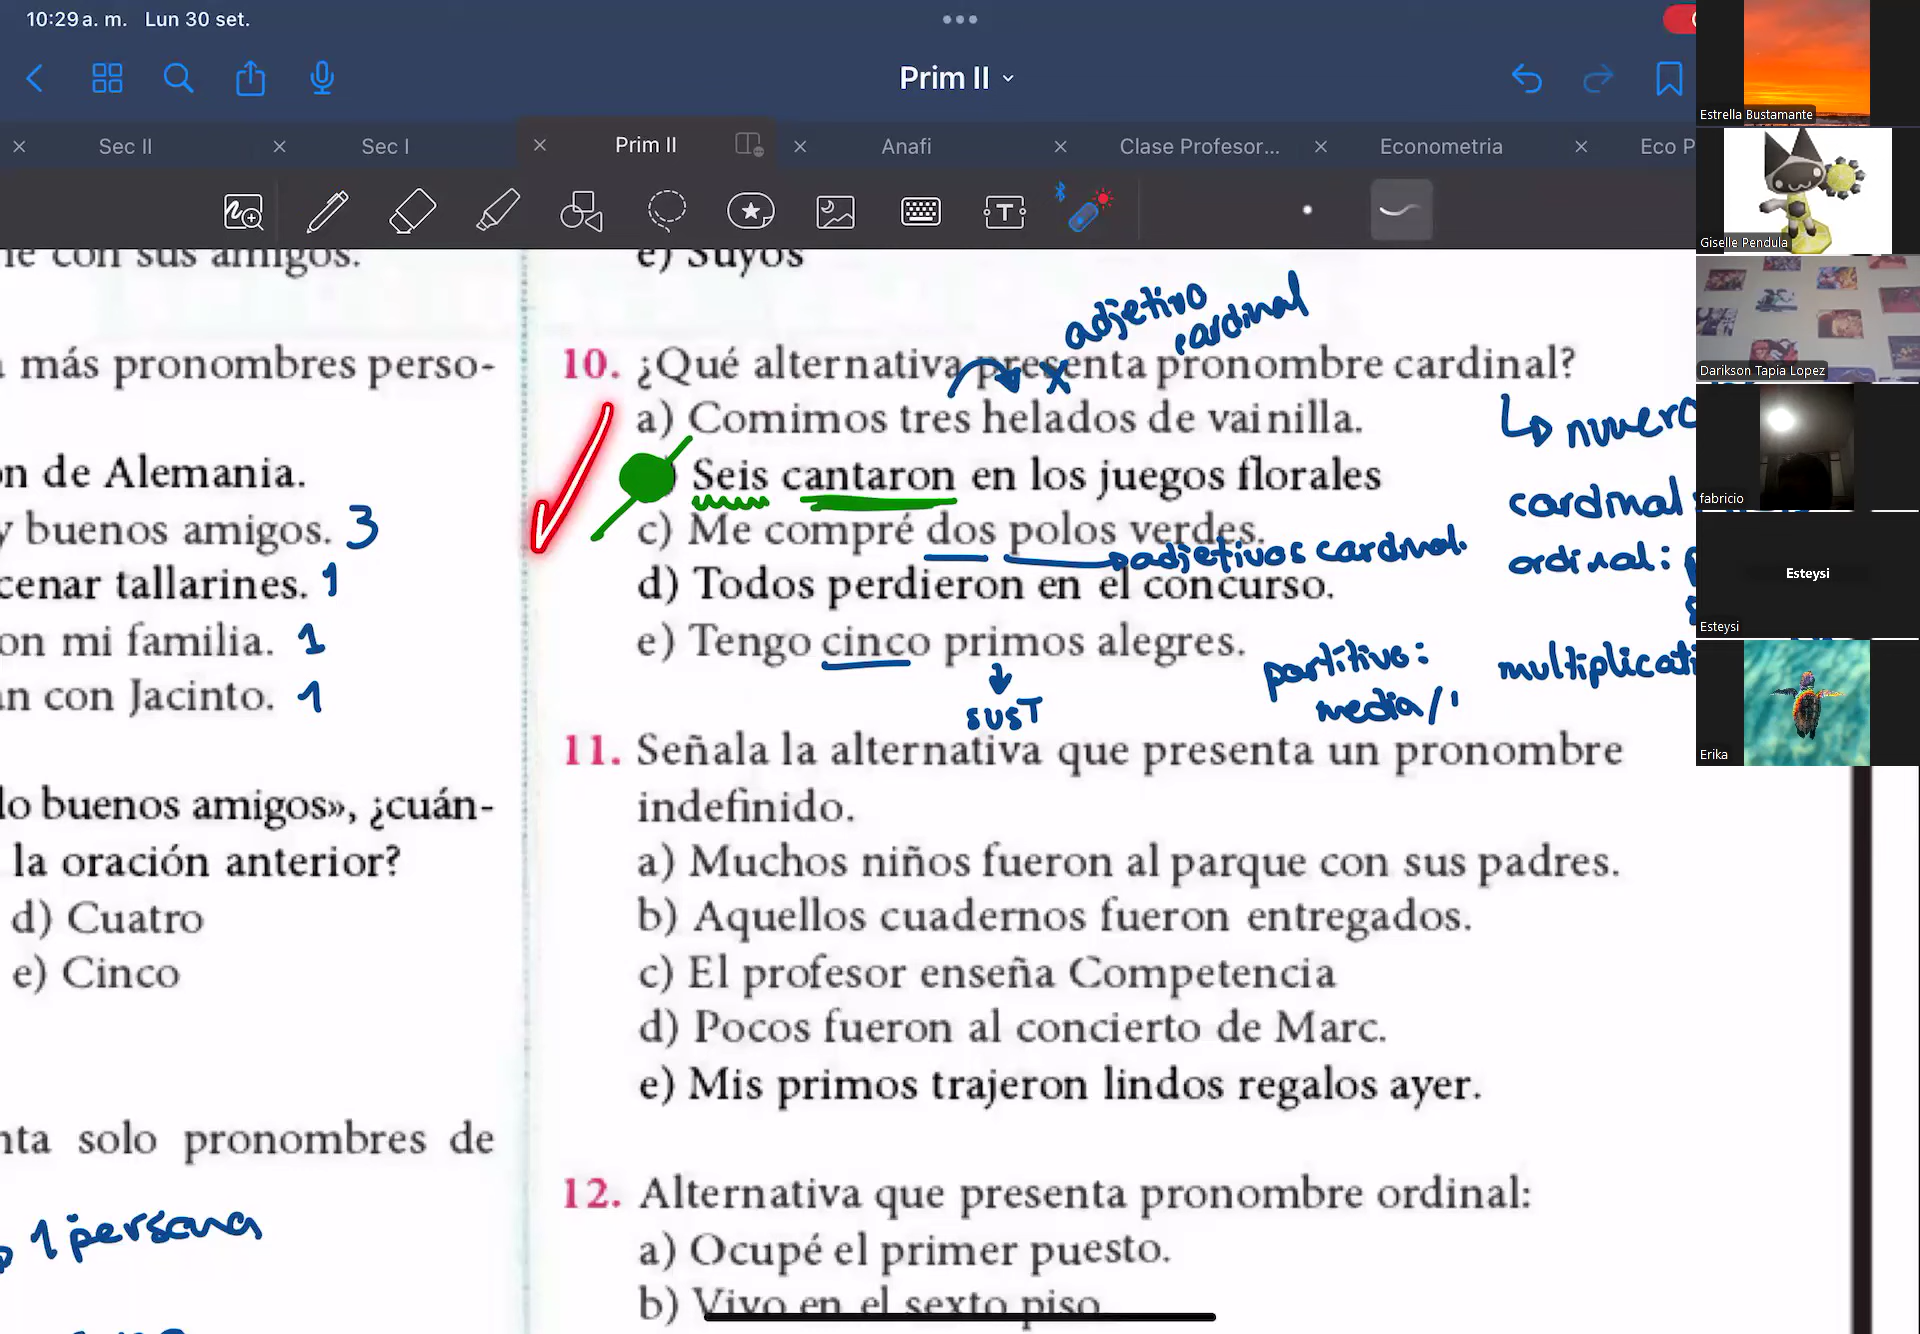 10:29 a. m. Lun 30 set.
Prim II
Sec II
Sec I
Prim II
Anafi
Clase Profesor...
Econometria
Eco P
Estrella Bustamante
Giselle Pendula
Darikson Tapia Lopez
fabricio
Esteysi
Esteysi
Erika
con sus amigos.
más pronombres perso-
n de Alemania.
y buenos amigos. 3
cenar tallarines. 1
on mi familia. 1
n con Jacinto. 1
lo buenos amigos», ¿cuán-
la oración anterior?
d) Cuatro
e) Cinco
nta solo pronombres de
1 persona
e) Suyos
adjetivo
cardinal
10. ¿Qué alternativa presenta pronombre cardinal?
x
a) Comimos tres helados de vainilla.
) Seis cantaron en los juegos florales
c) Me compré dos polos verdes.
adjetivos cardinal.
d) Todos perdieron en el concurso.
e) Tengo cinco primos alegres.
sust
numero
cardinal:
ordinal: p
partitivo:
media/
multiplicati
11. Señala la alternativa que presenta un pronombre
indefinido.
a) Muchos niños fueron al parque con sus padres.
b) Aquellos cuadernos fueron entregados.
c) El profesor enseña Competencia
d) Pocos fueron al concierto de Marc.
e) Mis primos trajeron lindos regalos ayer.
12. Alternativa que presenta pronombre ordinal:
a) Ocupé el primer puesto.
b) Vivo en el sexto piso